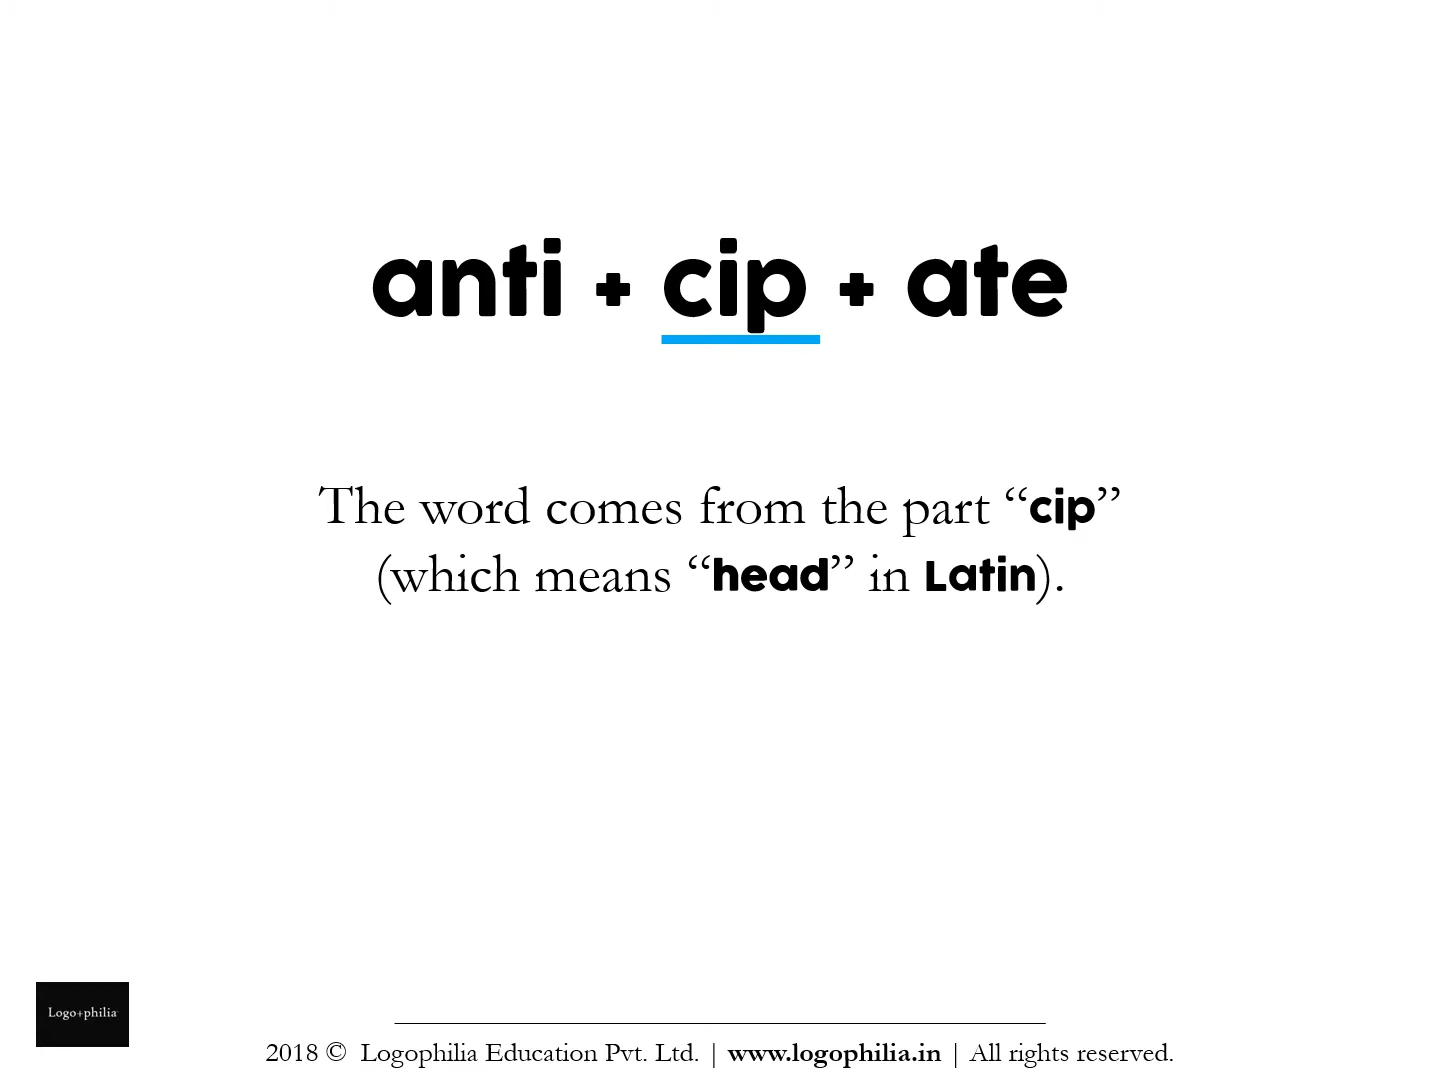 anti + cip + ate
The word comes from the part “cip”
(which means “head” in Latin).
Logo+philia
2018 © Logophilia Education Pvt. Ltd. | www.logophilia.in | All rights reserved.